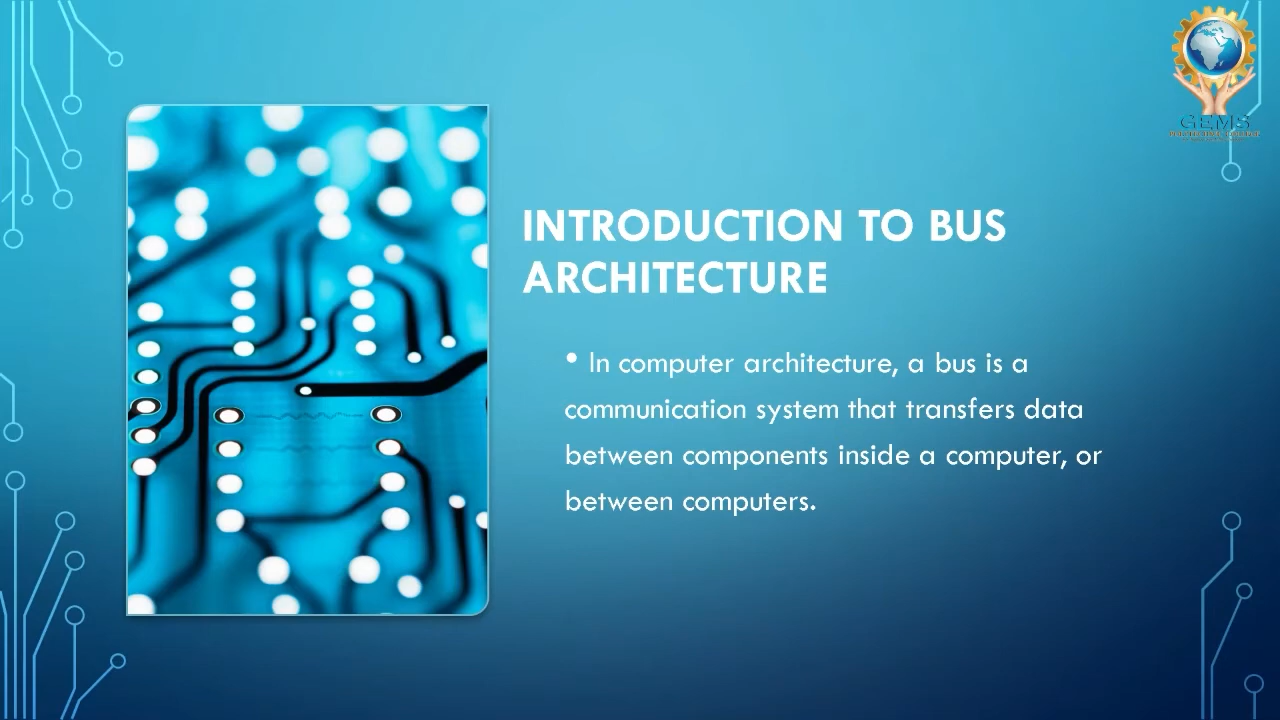 GEMS
INTRODUCTION TO BUS
ARCHITECTURE
• In computer architecture, a bus is a
communication system that transfers data
between components inside a computer, or
between computers.